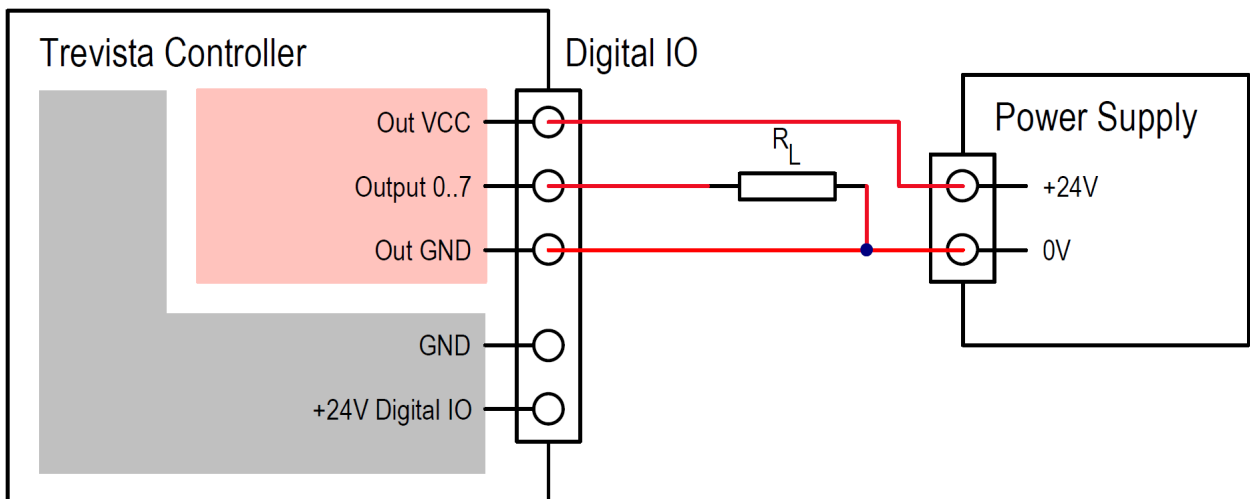 Trevista Controller
Digital IO
Power Supply
Out VCC
R_L
Output 0..7
+24V
Out GND
0V
GND
+24V Digital IO